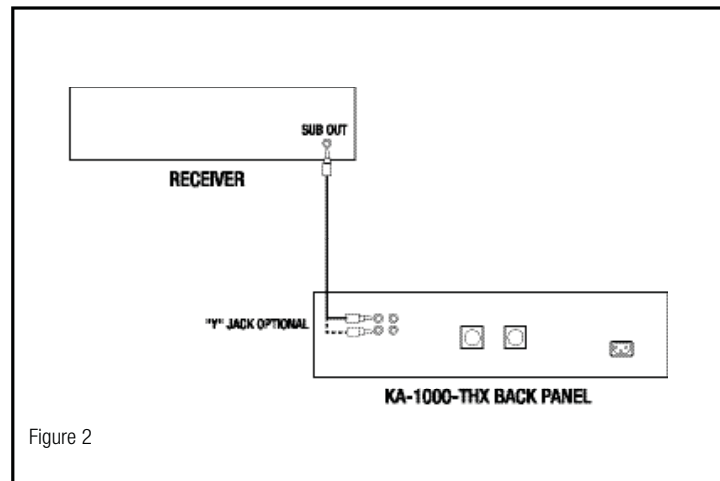 SUB OUT
RECEIVER
"Y" JACK OPTIONAL
KA-1000-THX BACK PANEL
Figure 2